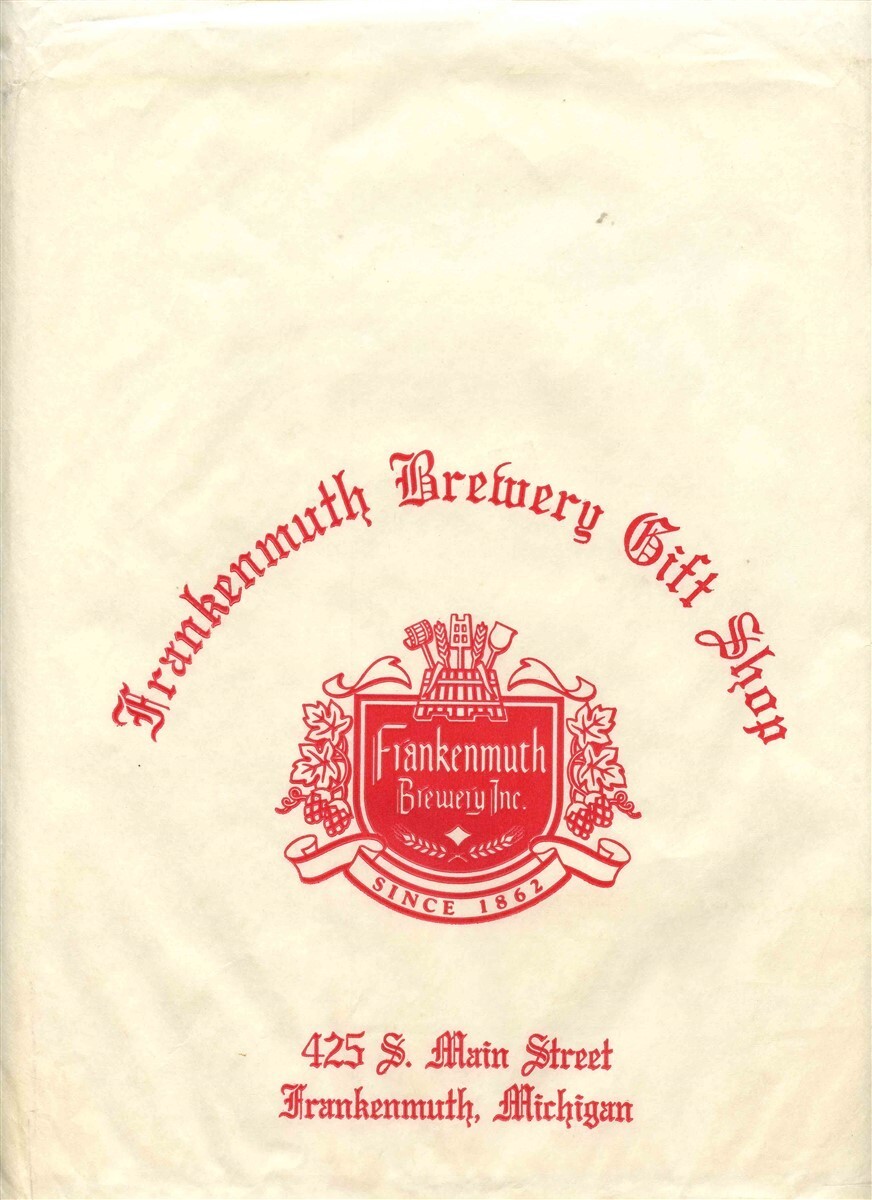 Frankenmuth Brewery Gift Shop
Frankenmuth
Brewery Inc.
SINCE 1862
425 S. Main Street
Frankenmuth, Michigan